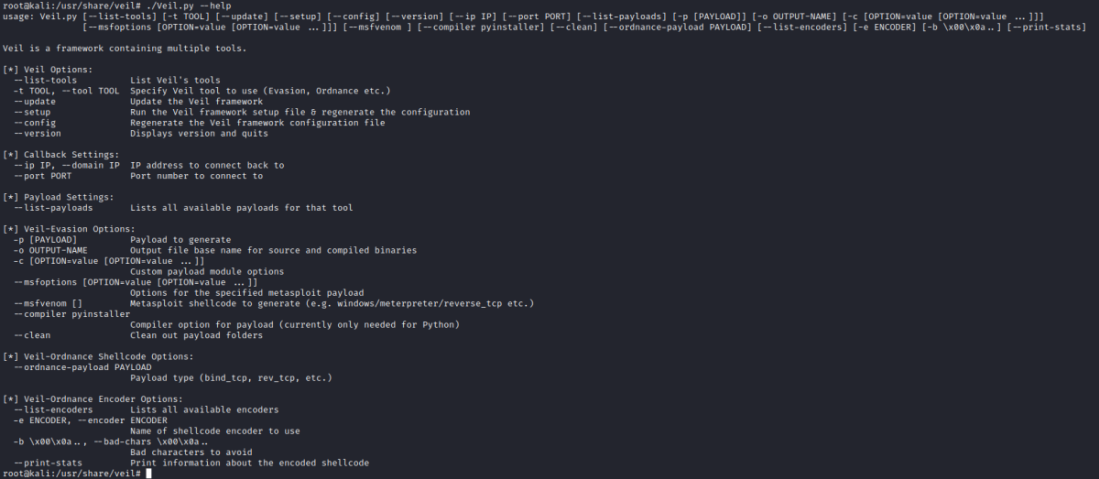 root@kali:/usr/share/veil# ./Veil.py --help
usage: Veil.py [--list-tools] [-t TOOL] [--update] [--setup] [--config] [--version] [--ip IP] [--port PORT] [--list-payloads] [-p [PAYLOAD]] [-o OUTPUT-NAME] [-c [OPTION=value [OPTION=value ...]]]
[--msfoptions [OPTION=value [OPTION=value ...]]] [--msfvenom ] [--compiler pyinstaller] [--clean] [--ordnance-payload PAYLOAD] [--list-encoders] [-e ENCODER] [-b \x00\x0a..] [--print-stats]
Veil is a framework containing multiple tools.
[*] Veil Options:
--list-tools List Veil's tools
-t TOOL, --tool TOOL Specify Veil tool to use (Evasion, Ordnance etc.)
--update Update the Veil framework
--setup Run the Veil framework setup file & regenerate the configuration
--config Regenerate the Veil framework configuration file
--version Displays version and quits
[*] Callback Settings:
--ip IP, --domain IP IP address to connect back to
--port PORT Port number to connect to
[*] Payload Settings:
--list-payloads Lists all available payloads for that tool
[*] Veil-Evasion Options:
-p [PAYLOAD] Payload to generate
-o OUTPUT-NAME Output file base name for source and compiled binaries
-c [OPTION=value [OPTION=value ...]]
Custom payload module options
--msfoptions [OPTION=value [OPTION=value ...]]
Options for the specified metasploit payload
--msfvenom [] Metasploit shellcode to generate (e.g. windows/meterpreter/reverse_tcp etc.)
--compiler pyinstaller
Compiler option for payload (currently only needed for Python)
--clean Clean out payload folders
[*] Veil-Ordnance Shellcode Options:
--ordnance-payload PAYLOAD
Payload type (bind_tcp, rev_tcp, etc.)
[*] Veil-Ordnance Encoder Options:
--list-encoders Lists all available encoders
-e ENCODER, --encoder ENCODER
Name of shellcode encoder to use
-b \x00\x0a.., --bad-chars \x00\x0a..
Bad characters to avoid
--print-stats Print information about the encoded shellcode
root@kali:/usr/share/veil#